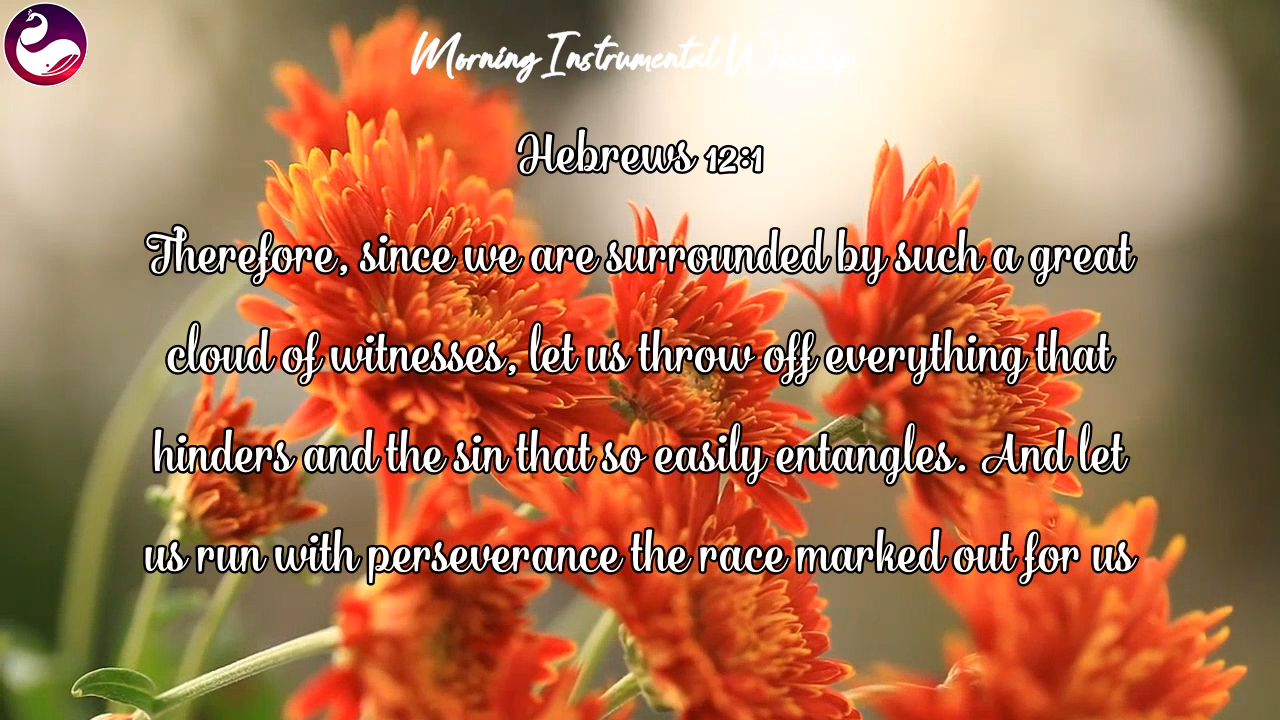 Morning Instrumental Worship
Hebrews 12:1
Therefore, since we are surrounded by such a great
cloud of witnesses, let us throw off everything that
hinders and the sin that so easily entangles. And let
us run with perseverance the race marked out for us